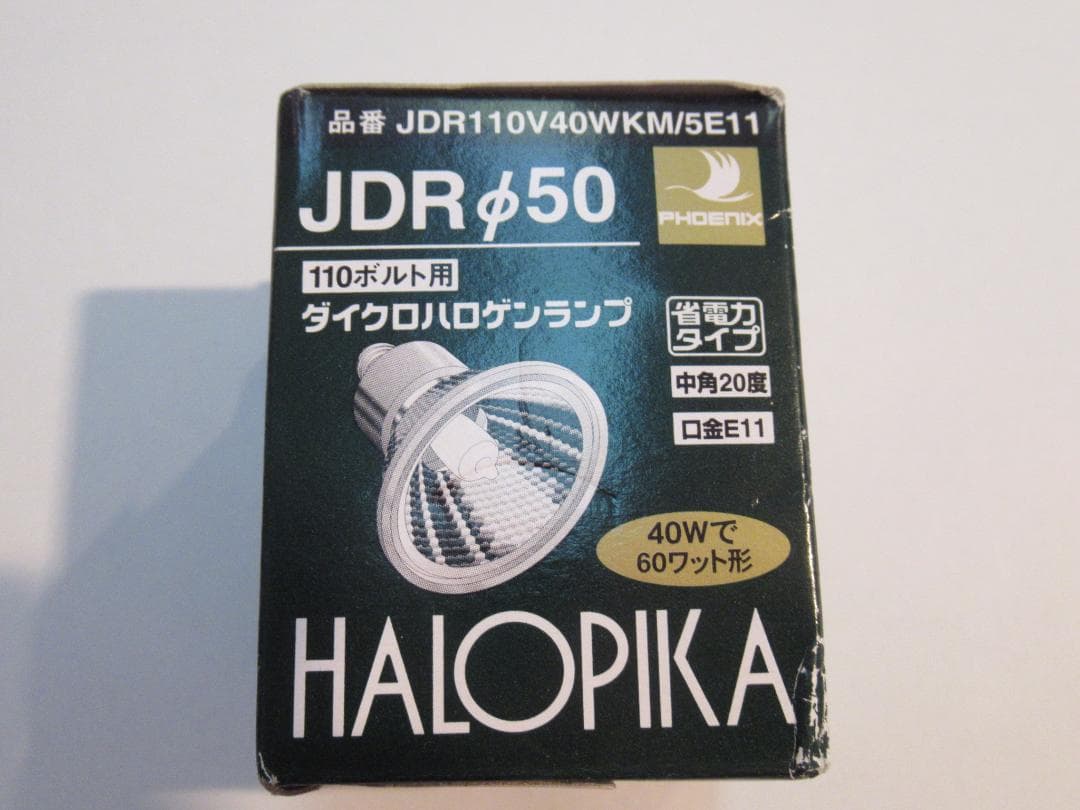 品番 JDR110V40WKM/5E11
JDRφ50
PHOENIX
110ボルト用
ダイクロハロゲンランプ
省電力
タイプ
中角20度
口金E11
40Wで
60ワット形
HALOPIKA